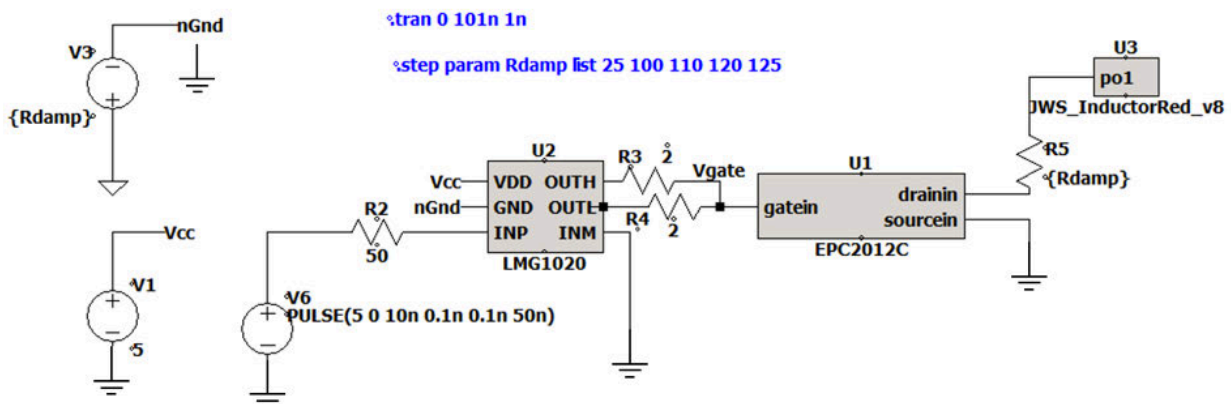 .tran 0 101n 1n
.step param Rdamp list 25 100 110 120 125
nGnd
V3
{Rdamp}
Vcc
V1
5
V6
PULSE(5 0 10n 0.1n 0.1n 50n)
R2
50
U2
Vcc
VDD OUTH
nGnd
GND OUTL
INP INM
LMG1020
R3
2
R4
2
Vgate
U1
gatein
drainin
sourcein
EPC2012C
U3
po1
JWS_InductorRed_v8
R5
{Rdamp}